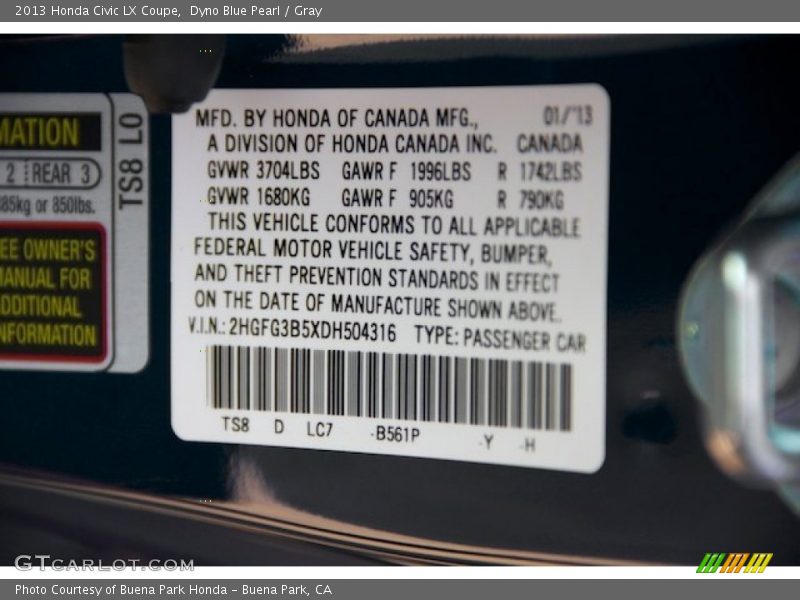 2013 Honda Civic LX Coupe,  Dyno Blue Pearl / Gray
MATION
2 REAR 3
385kg or 850lbs.
EE OWNER'S
MANUAL FOR
DDITIONAL
NFORMATION
TS8 L0
MFD. BY HONDA OF CANADA MFG., 01/'13
A DIVISION OF HONDA CANADA INC. CANADA
GVWR 3704LBS GAWR F 1996LBS R 1742LBS
GVWR 1680KG GAWR F 905KG R 790KG
THIS VEHICLE CONFORMS TO ALL APPLICABLE
FEDERAL MOTOR VEHICLE SAFETY, BUMPER,
AND THEFT PREVENTION STANDARDS IN EFFECT
ON THE DATE OF MANUFACTURE SHOWN ABOVE.
V.I.N.: 2HGFG3B5XDH504316 TYPE: PASSENGER CAR
TS8 D LC7 -B561P -Y -H
GTCARLOT.COM
Photo Courtesy of Buena Park Honda - Buena Park, CA